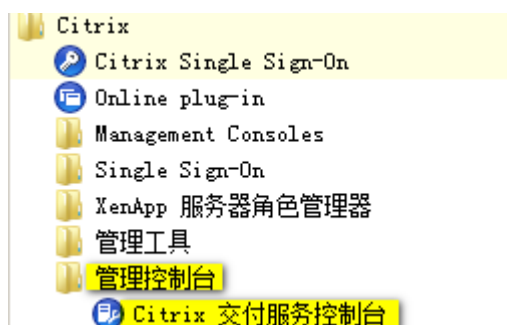 Citrix
Citrix Single Sign-On
Online plug-in
Management Consoles
Single Sign-On
XenApp 服务器角色管理器
管理工具
管理控制台
Citrix 交付服务控制台